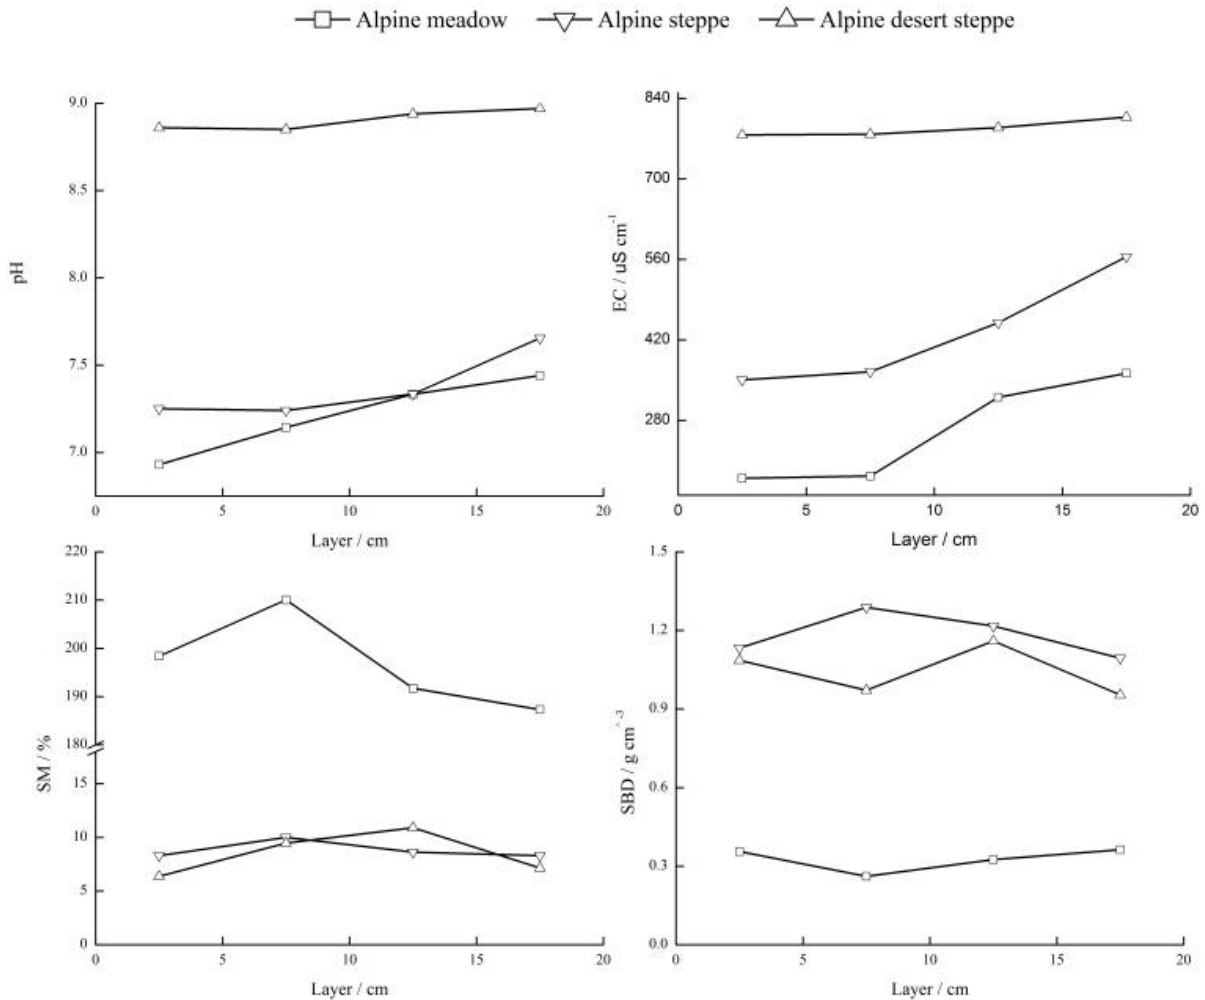 Alpine meadow Alpine steppe Alpine desert steppe
9.0
8.5
8.0
7.5
7.0
pH
0 5 10 15 20
Layer / cm
840
700
560
420
280
EC / uS cm⁻¹
0 5 10 15 20
Layer / cm
220
210
200
190
180
15
10
5
0
SM / %
0 5 10 15 20
Layer / cm
1.5
1.2
0.9
0.6
0.3
0.0
SBD / g cm^-3
0 5 10 15 20
Layer / cm